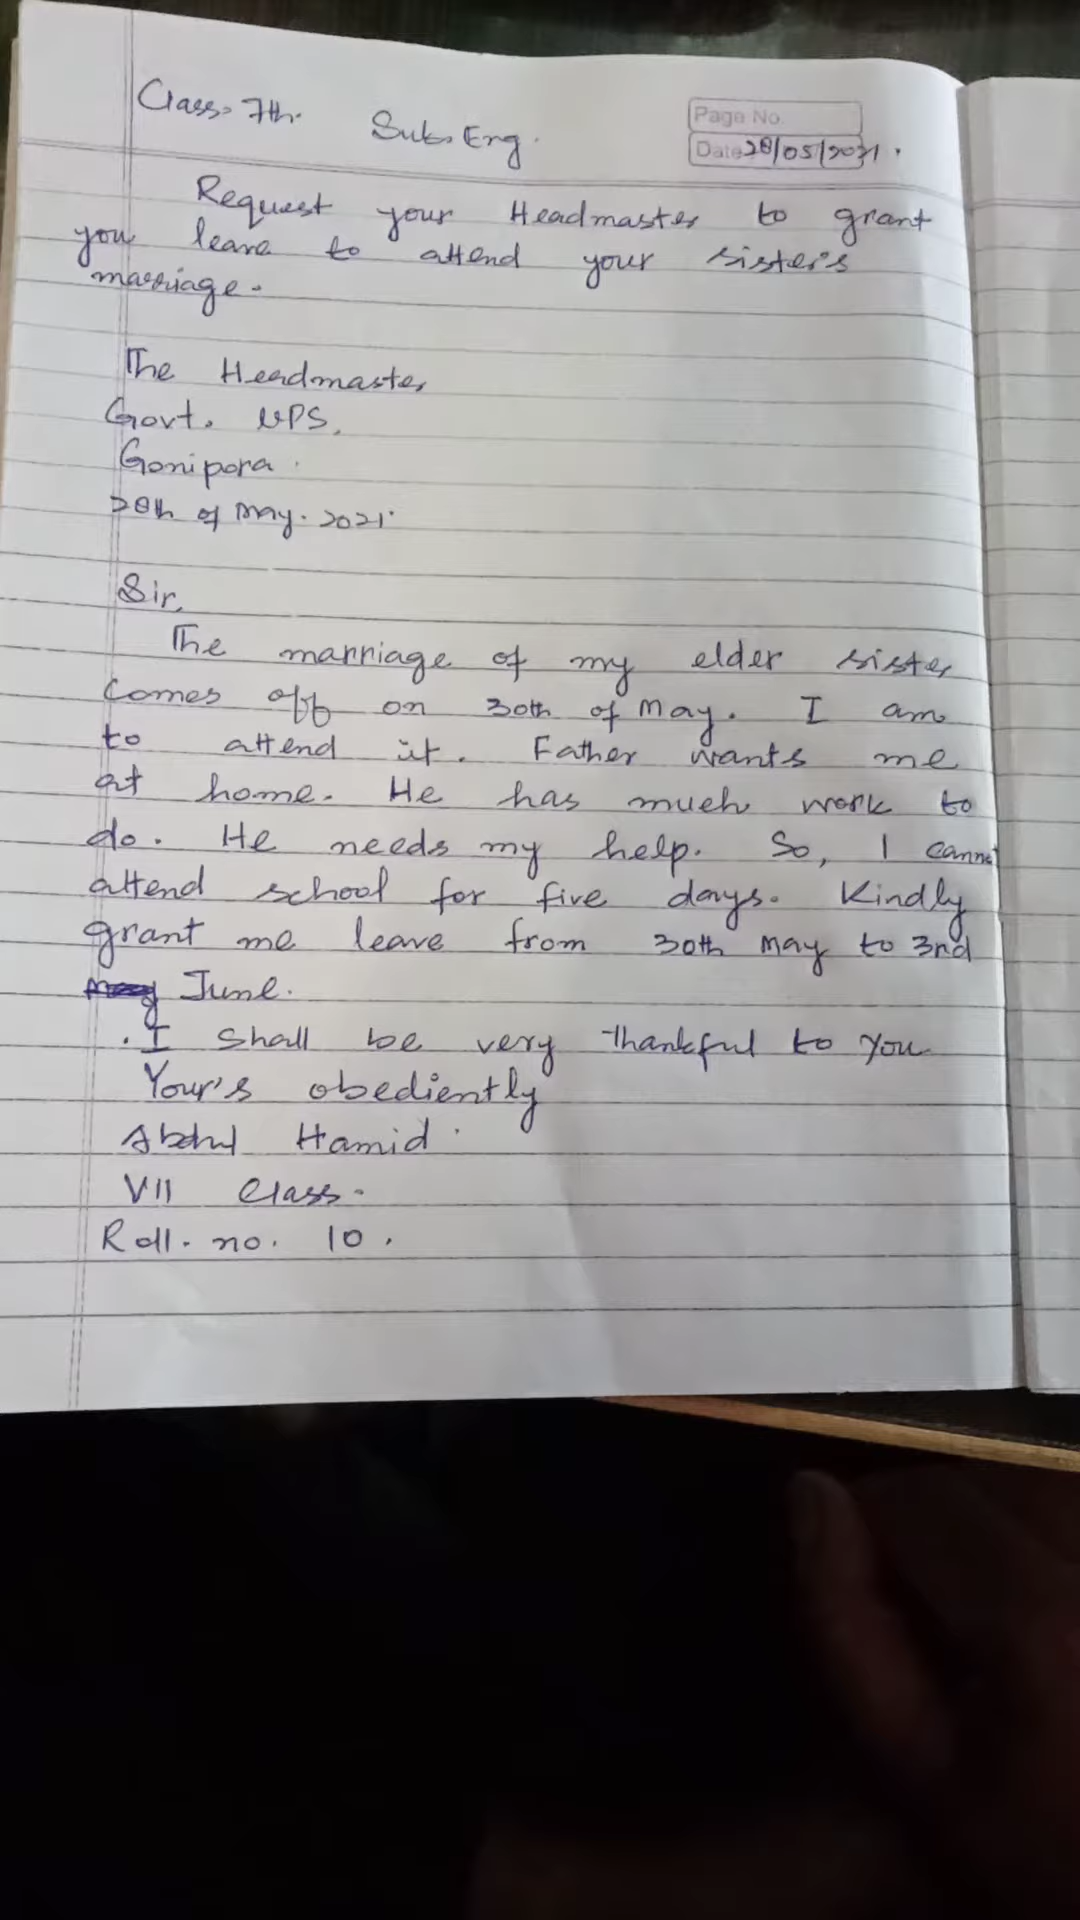 Class- 7th. Sub- Eng.
Page No.
Date 28/05/2021.
Request your Headmaster to grant
you leave to attend your sister's
marriage.
The Headmaster
Govt. UPS.
Gonipora.
28th of May. 2021.
Sir,
The marriage of my elder sister
comes off on 30th of May. I am
to attend it. Father wants me
at home. He has much work to
do. He needs my help. So, I cannot
attend school for five days. Kindly
grant me leave from 30th May to 3rd
May June.
. I shall be very thankful to you
Your's obediently
Abdul Hamid.
VII Class.
Roll. no. 10.